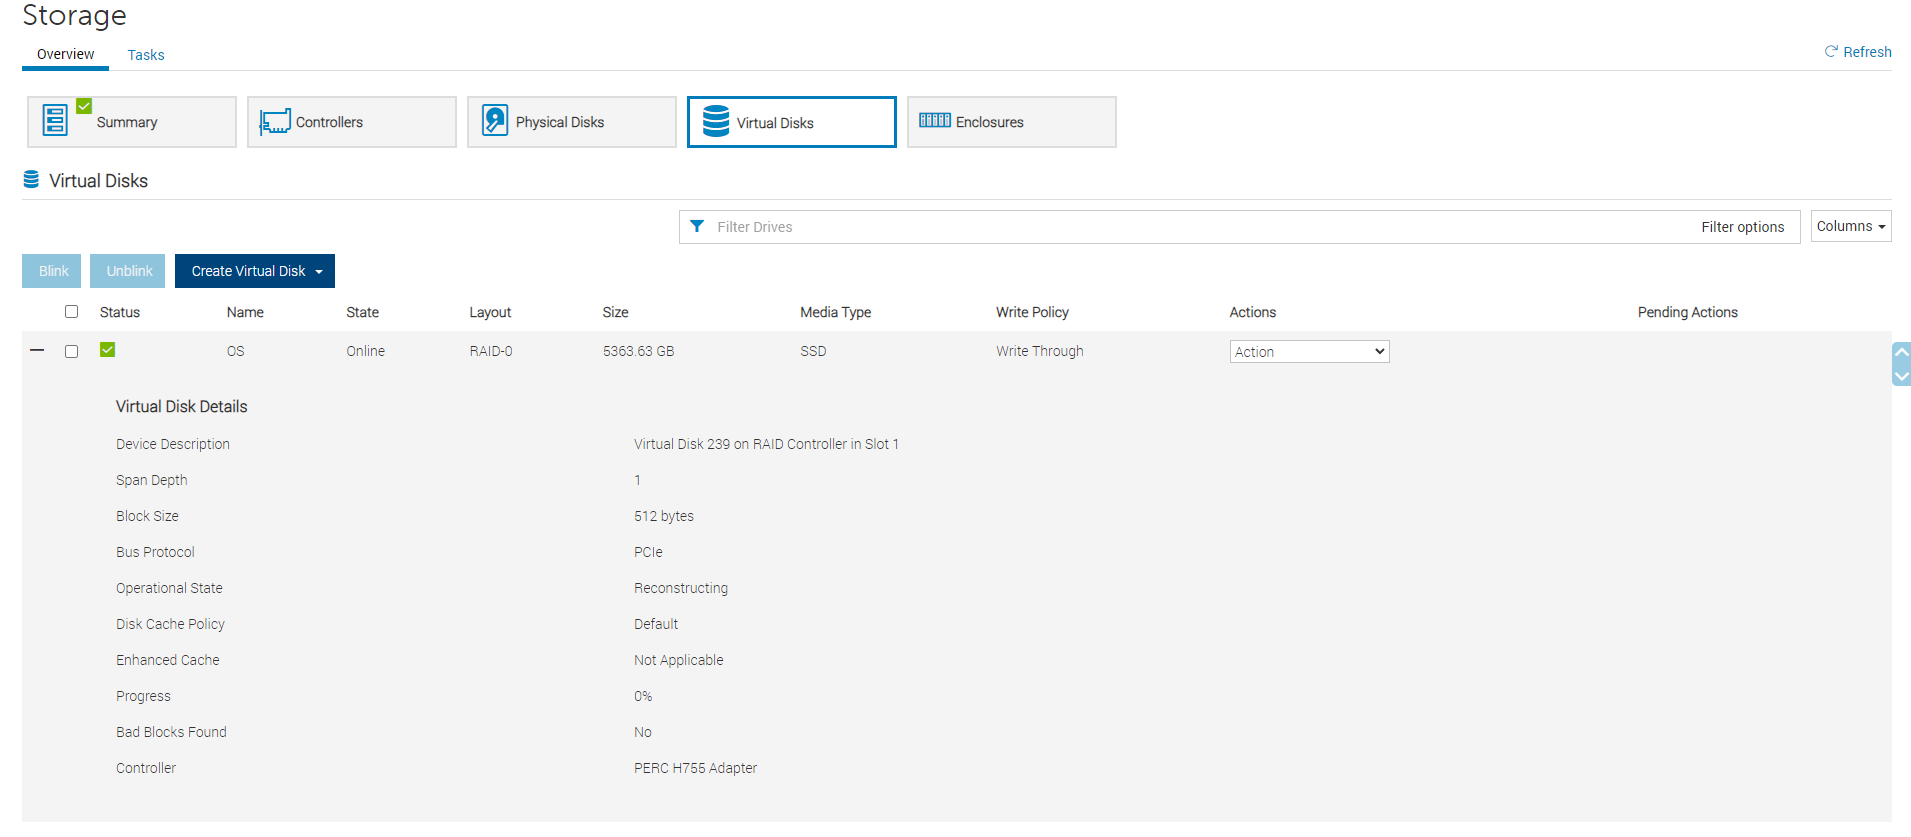 Storage
Overview Tasks Refresh
Summary Controllers Physical Disks Virtual Disks Enclosures
Virtual Disks
Filter Drives Filter options Columns
Blink Unblink Create Virtual Disk
Status Name State Layout Size Media Type Write Policy Actions Pending Actions
OS Online RAID-0 5363.63 GB SSD Write Through Action
Virtual Disk Details
Device Description Virtual Disk 239 on RAID Controller in Slot 1
Span Depth 1
Block Size 512 bytes
Bus Protocol PCIe
Operational State Reconstructing
Disk Cache Policy Default
Enhanced Cache Not Applicable
Progress 0%
Bad Blocks Found No
Controller PERC H755 Adapter